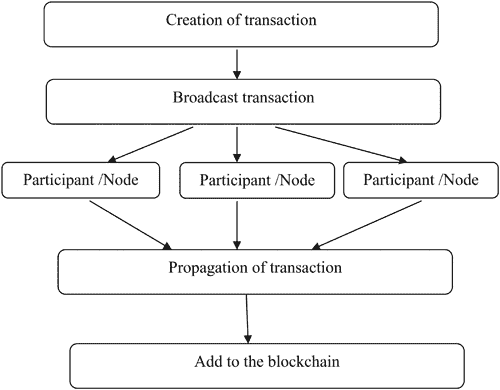 Creation of transaction
Broadcast transaction
Participant /Node
Participant /Node
Participant /Node
Propagation of transaction
Add to the blockchain